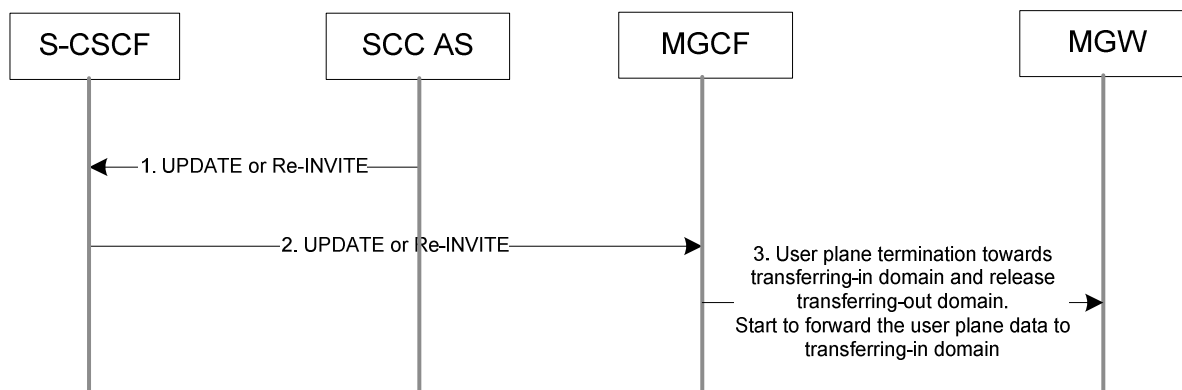 S-CSCF
SCC AS
MGCF
MGW
1. UPDATE or Re-INVITE
2. UPDATE or Re-INVITE
3. User plane termination towards
transferring-in domain and release
transferring-out domain.
Start to forward the user plane data to
transferring-in domain